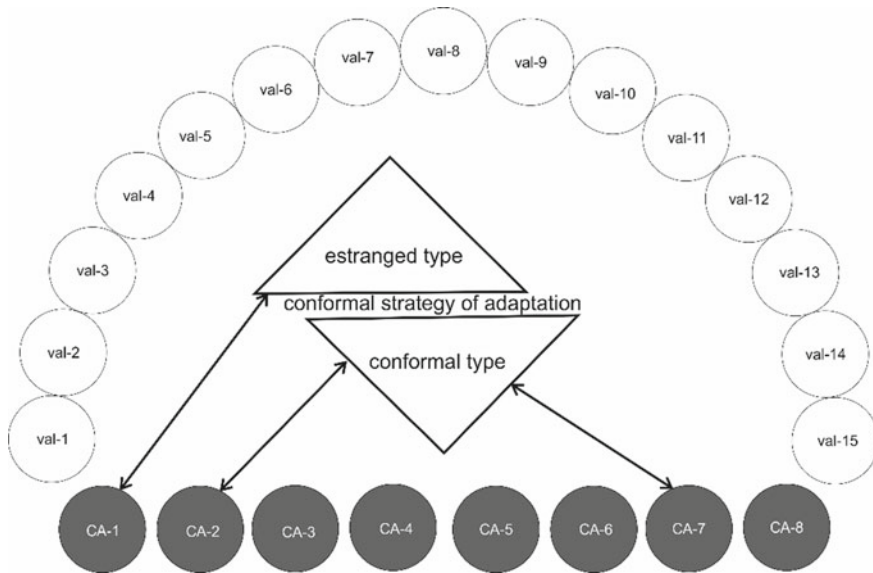 val-8
val-7
val-9
val-6
val-10
val-5
val-11
val-4
val-12
estranged type
val-3
val-13
conformal strategy of adaptation
val-2
conformal type
val-14
val-1
val-15
CA-1 CA-2 CA-3 CA-4 CA-5 CA-6 CA-7 CA-8